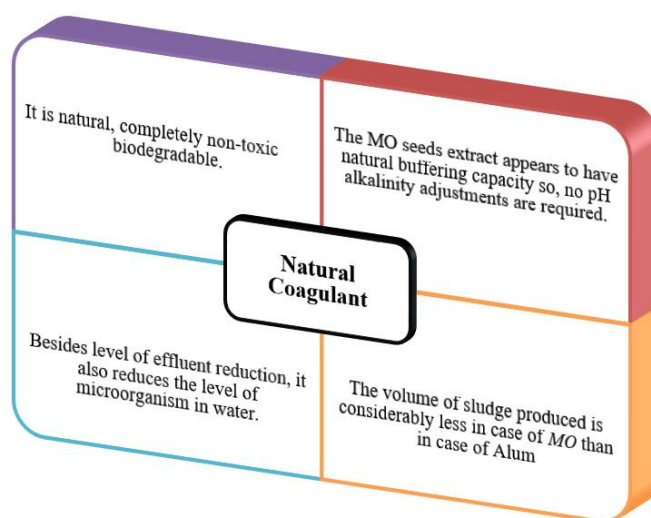 It is natural, completely non-toxic
biodegradable.
The MO seeds extract appears to have
natural buffering capacity so, no pH
alkalinity adjustments are required.
Natural
Coagulant
Besides level of effluent reduction, it
also reduces the level of
microorganism in water.
The volume of sludge produced is
considerably less in case of MO than
in case of Alum